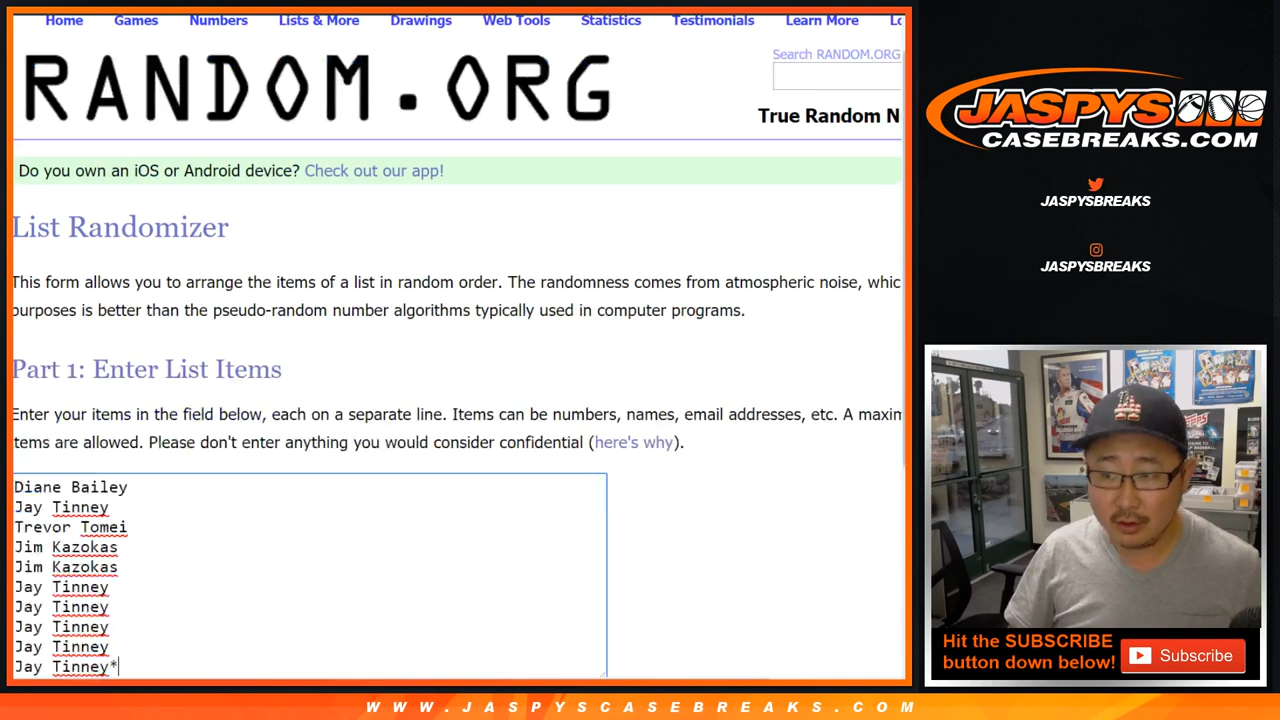 Home Games Numbers Lists & More Drawings Web Tools Statistics Testimonials Learn More Lo
RANDOM.ORG
Search RANDOM.ORG
True Random N
Do you own an iOS or Android device? Check out our app!
List Randomizer
This form allows you to arrange the items of a list in random order. The randomness comes from atmospheric noise, whic
purposes is better than the pseudo-random number algorithms typically used in computer programs.
Part 1: Enter List Items
Enter your items in the field below, each on a separate line. Items can be numbers, names, email addresses, etc. A maxim
tems are allowed. Please don't enter anything you would consider confidential (here's why).
Diane Bailey
Jay Tinney
Trevor Tomei
Jim Kazokas
Jim Kazokas
Jay Tinney
Jay Tinney
Jay Tinney
Jay Tinney
Jay Tinney*
JASPYS
CASEBREAKS.COM
JASPYSBREAKS
JASPYSBREAKS
Hit the SUBSCRIBE
button down below!
Subscribe
WWW.JASPYSCASEBREAKS.COM